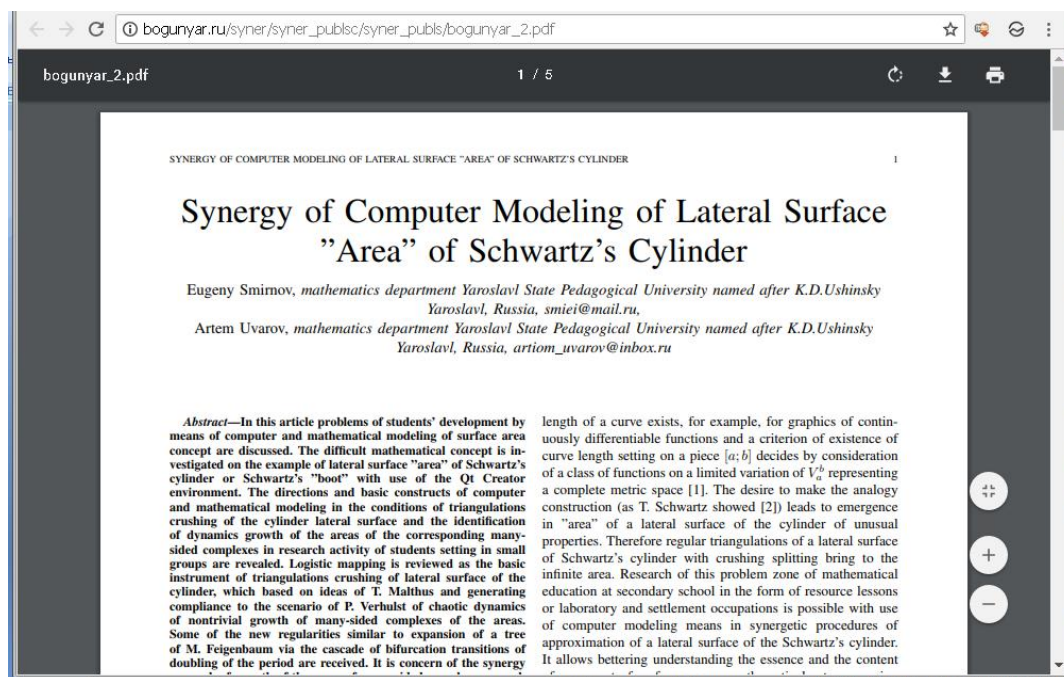 bogunyar.ru/syner/syner_publsc/syner_publs/bogunyar_2.pdf
bogunyar_2.pdf
1 / 5
SYNERGY OF COMPUTER MODELING OF LATERAL SURFACE "AREA" OF SCHWARTZ'S CYLINDER
1
Synergy of Computer Modeling of Lateral Surface
"Area" of Schwartz's Cylinder
Eugeny Smirnov, mathematics department Yaroslavl State Pedagogical University named after K.D.Ushinsky
Yaroslavl, Russia, smiei@mail.ru,
Artem Uvarov, mathematics department Yaroslavl State Pedagogical University named after K.D.Ushinsky
Yaroslavl, Russia, artiom_uvarov@inbox.ru
Abstract—In this article problems of students' development by
means of computer and mathematical modeling of surface area
concept are discussed. The difficult mathematical concept is in-
vestigated on the example of lateral surface "area" of Schwartz's
cylinder or Schwartz's "boot" with use of the Qt Creator
environment. The directions and basic constructs of computer
and mathematical modeling in the conditions of triangulations
crushing of the cylinder lateral surface and the identification
of dynamics growth of the areas of the corresponding many-
sided complexes in research activity of students setting in small
groups are revealed. Logistic mapping is reviewed as the basic
instrument of triangulations crushing of lateral surface of the
cylinder, which based on ideas of T. Malthus and generating
compliance to the scenario of P. Verhulst of chaotic dynamics
of nontrivial growth of many-sided complexes of the areas.
Some of the new regularities similar to expansion of a tree
of M. Feigenbaum via the cascade of bifurcation transitions of
doubling of the period are received. It is concern of the synergy
length of a curve exists, for example, for graphics of contin-
uously differentiable functions and a criterion of existence of
curve length setting on a piece [a; b] decides by consideration
of a class of functions on a limited variation of V_a^b representing
a complete metric space [1]. The desire to make the analogy
construction (as T. Schwartz showed [2]) leads to emergence
in "area" of a lateral surface of the cylinder of unusual
properties. Therefore regular triangulations of a lateral surface
of Schwartz's cylinder with crushing splitting bring to the
infinite area. Research of this problem zone of mathematical
education at secondary school in the form of resource lessons
or laboratory and settlement occupations is possible with use
of computer modeling means in synergetic procedures of
approximation of a lateral surface of the Schwartz's cylinder.
It allows bettering understanding the essence and the content